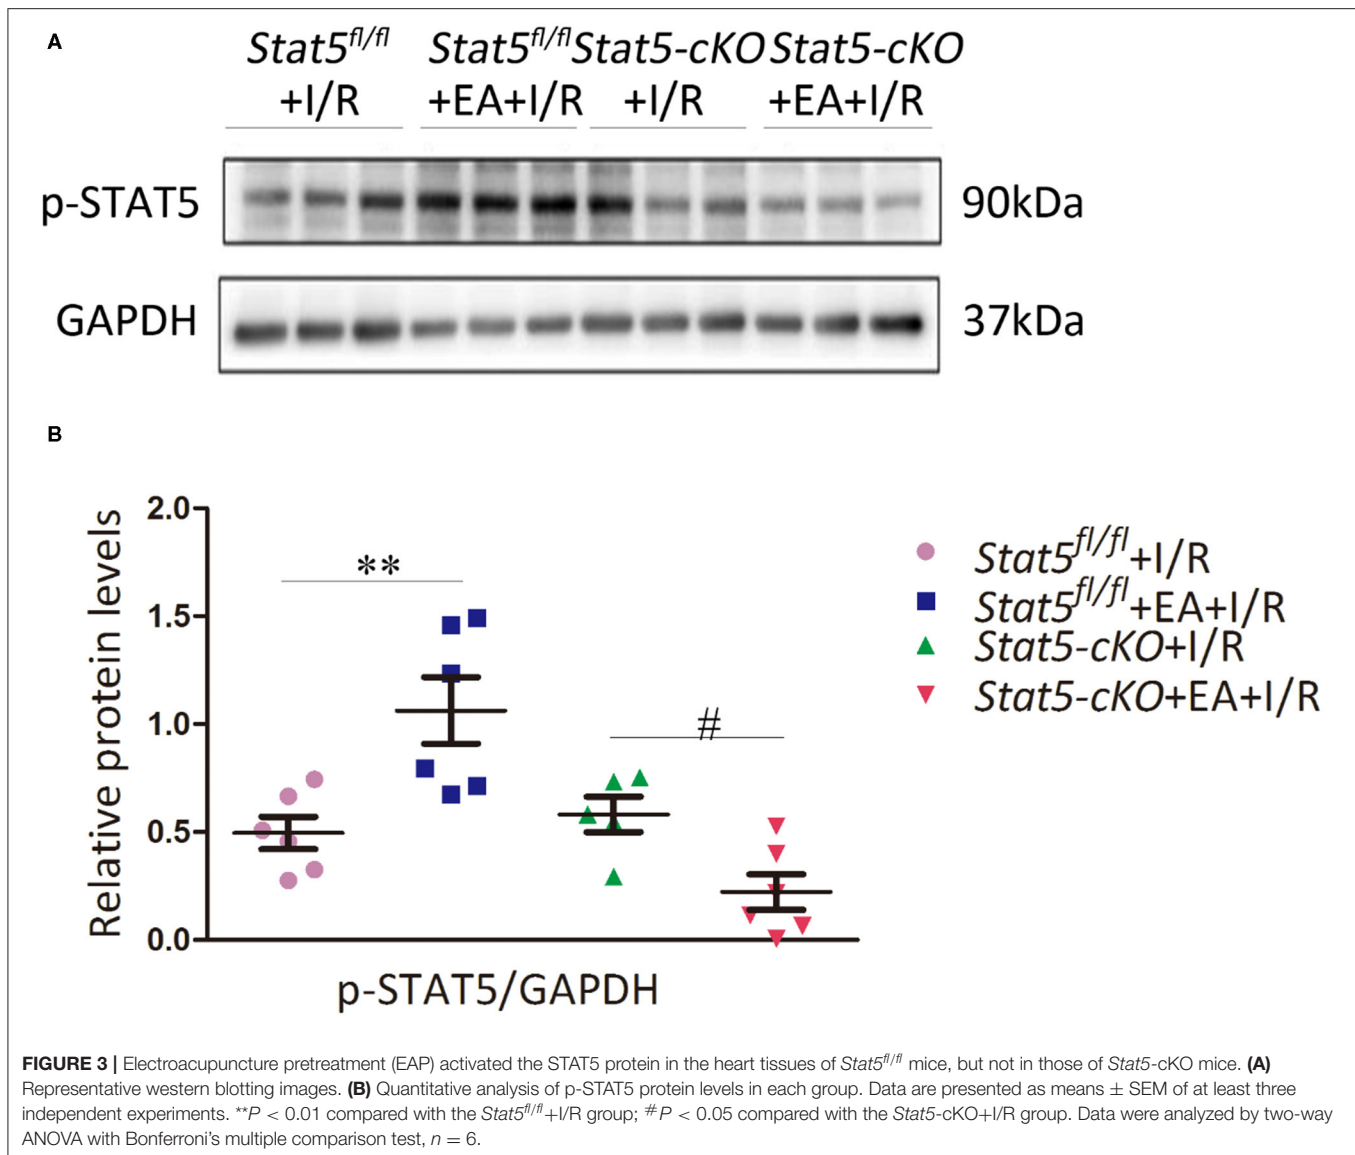 A
Stat5fl/fl Stat5fl/fl Stat5-cKO Stat5-cKO
+I/R +EA+I/R +I/R +EA+I/R
p-STAT5 90kDa
GAPDH 37kDa
B
2.0
1.5
1.0
0.5
0.0
Relative protein levels
**
#
p-STAT5/GAPDH
Stat5fl/fl+I/R
Stat5fl/fl+EA+I/R
Stat5-cKO+I/R
Stat5-cKO+EA+I/R
FIGURE 3 | Electroacupuncture pretreatment (EAP) activated the STAT5 protein in the heart tissues of Stat5fl/fl mice, but not in those of Stat5-cKO mice. (A)
Representative western blotting images. (B) Quantitative analysis of p-STAT5 protein levels in each group. Data are presented as means ± SEM of at least three
independent experiments. **P < 0.01 compared with the Stat5fl/fl+I/R group; #P < 0.05 compared with the Stat5-cKO+I/R group. Data were analyzed by two-way
ANOVA with Bonferroni's multiple comparison test, n = 6.